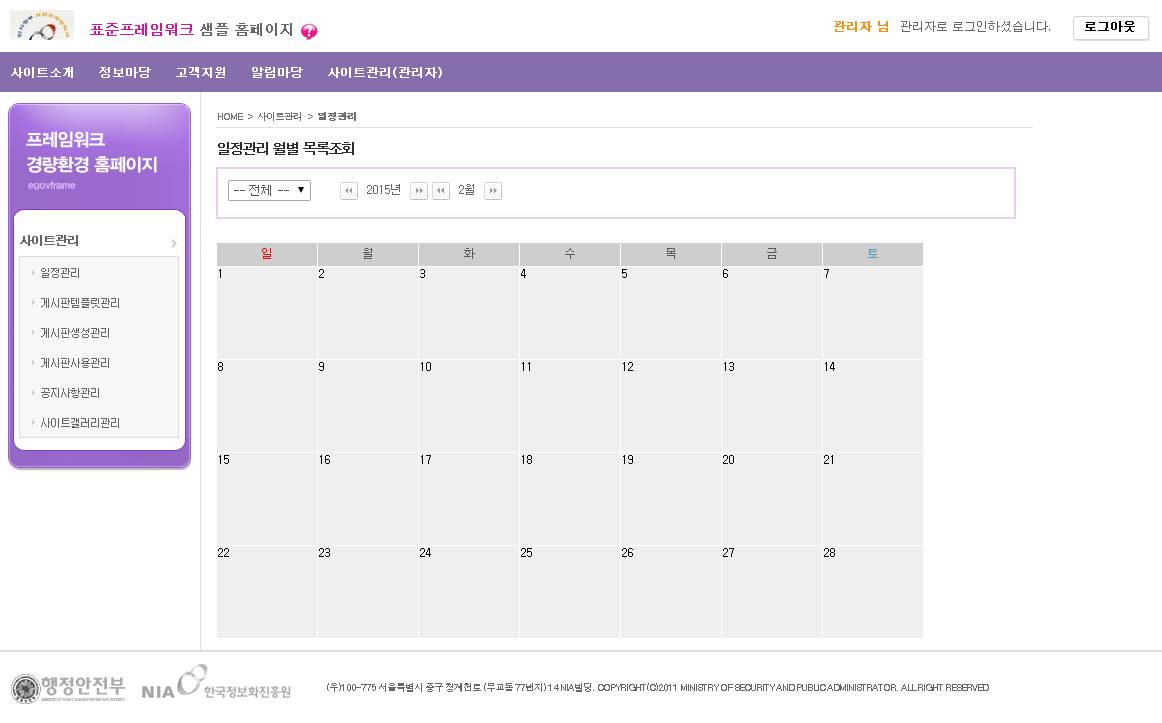 표준프레임워크 샘플 홈페이지 ?
관리자 님 관리자로 로그인하셨습니다. 로그아웃
사이트소개 정보마당 고객지원 알림마당 사이트관리(관리자)
프레임워크
경량환경 홈페이지
egovframe
사이트관리
일정관리
게시판템플릿관리
게시판생성관리
게시판사용관리
공지사항관리
사이트갤러리관리
HOME > 사이트관리 > 일정관리
일정관리 월별 목록조회
-- 전체 -- 2015년 2월
일 월 화 수 목 금 토
1 2 3 4 5 6 7
8 9 10 11 12 13 14
15 16 17 18 19 20 21
22 23 24 25 26 27 28
행정안전부
NIA 한국정보화진흥원
(우)100-775 서울특별시 중구 청계천로 (무교동 77번지) 14 NIA빌딩. COPYRIGHT(C)2011 MINISTRY OF SECURITY AND PUBLIC ADMINISTRATOR. ALL RIGHT RESERVED